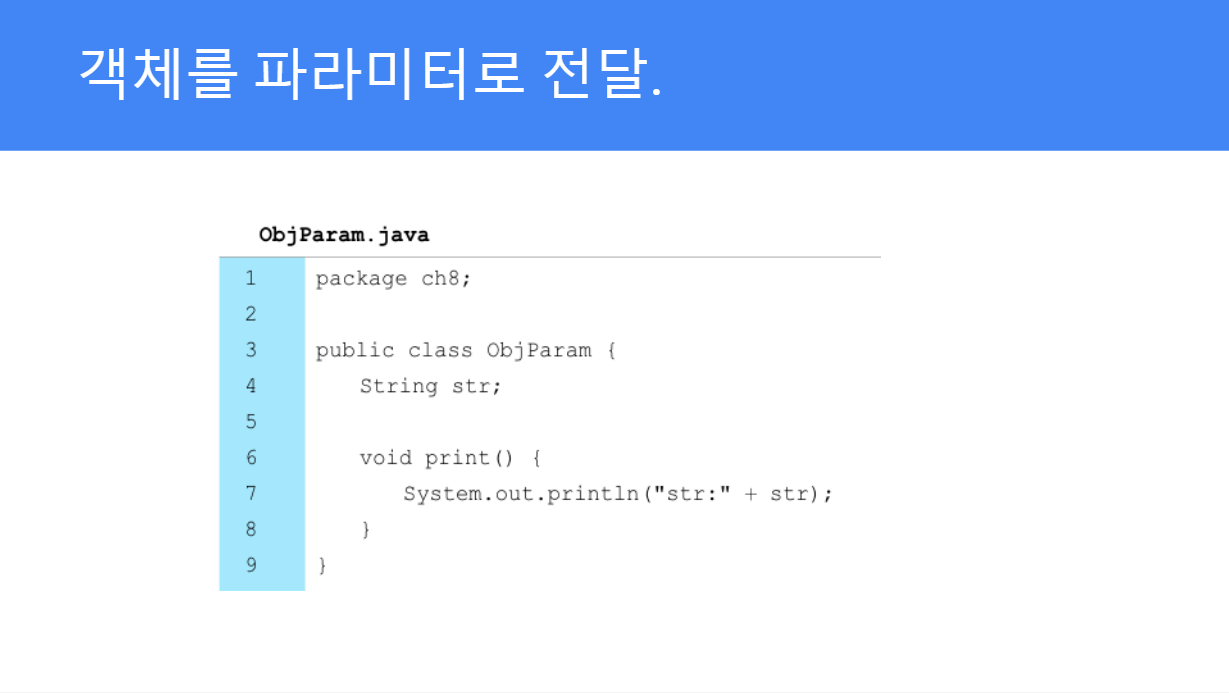 객체를 파라미터로 전달.
ObjParam.java
1 package ch8;
2
3 public class ObjParam {
4 String str;
5
6 void print() {
7 System.out.println("str:" + str);
8 }
9 }